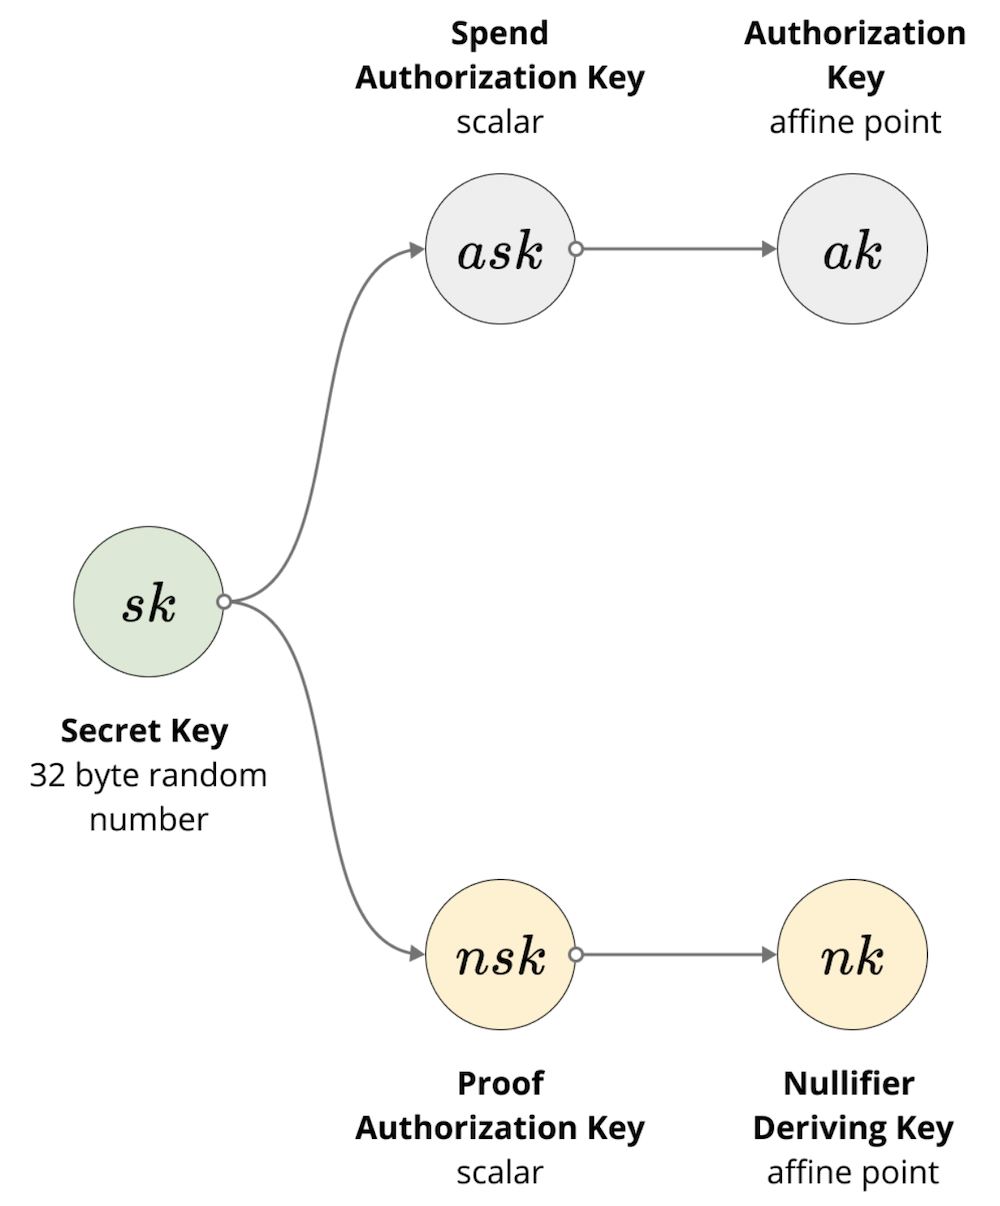 Spend
Authorization Key
scalar
Authorization
Key
affine point
ask
ak
sk
Secret Key
32 byte random
number
nsk
nk
Proof
Authorization Key
scalar
Nullifier
Deriving Key
affine point